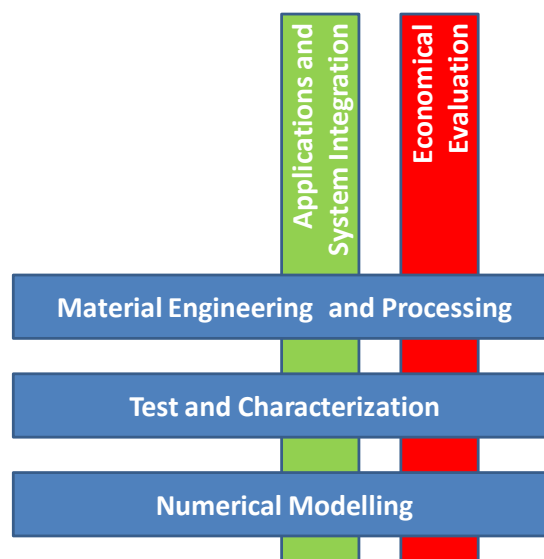 Applications and
System Integration
Economical
Evaluation
Material Engineering  and Processing
Test and Characterization
Numerical Modelling